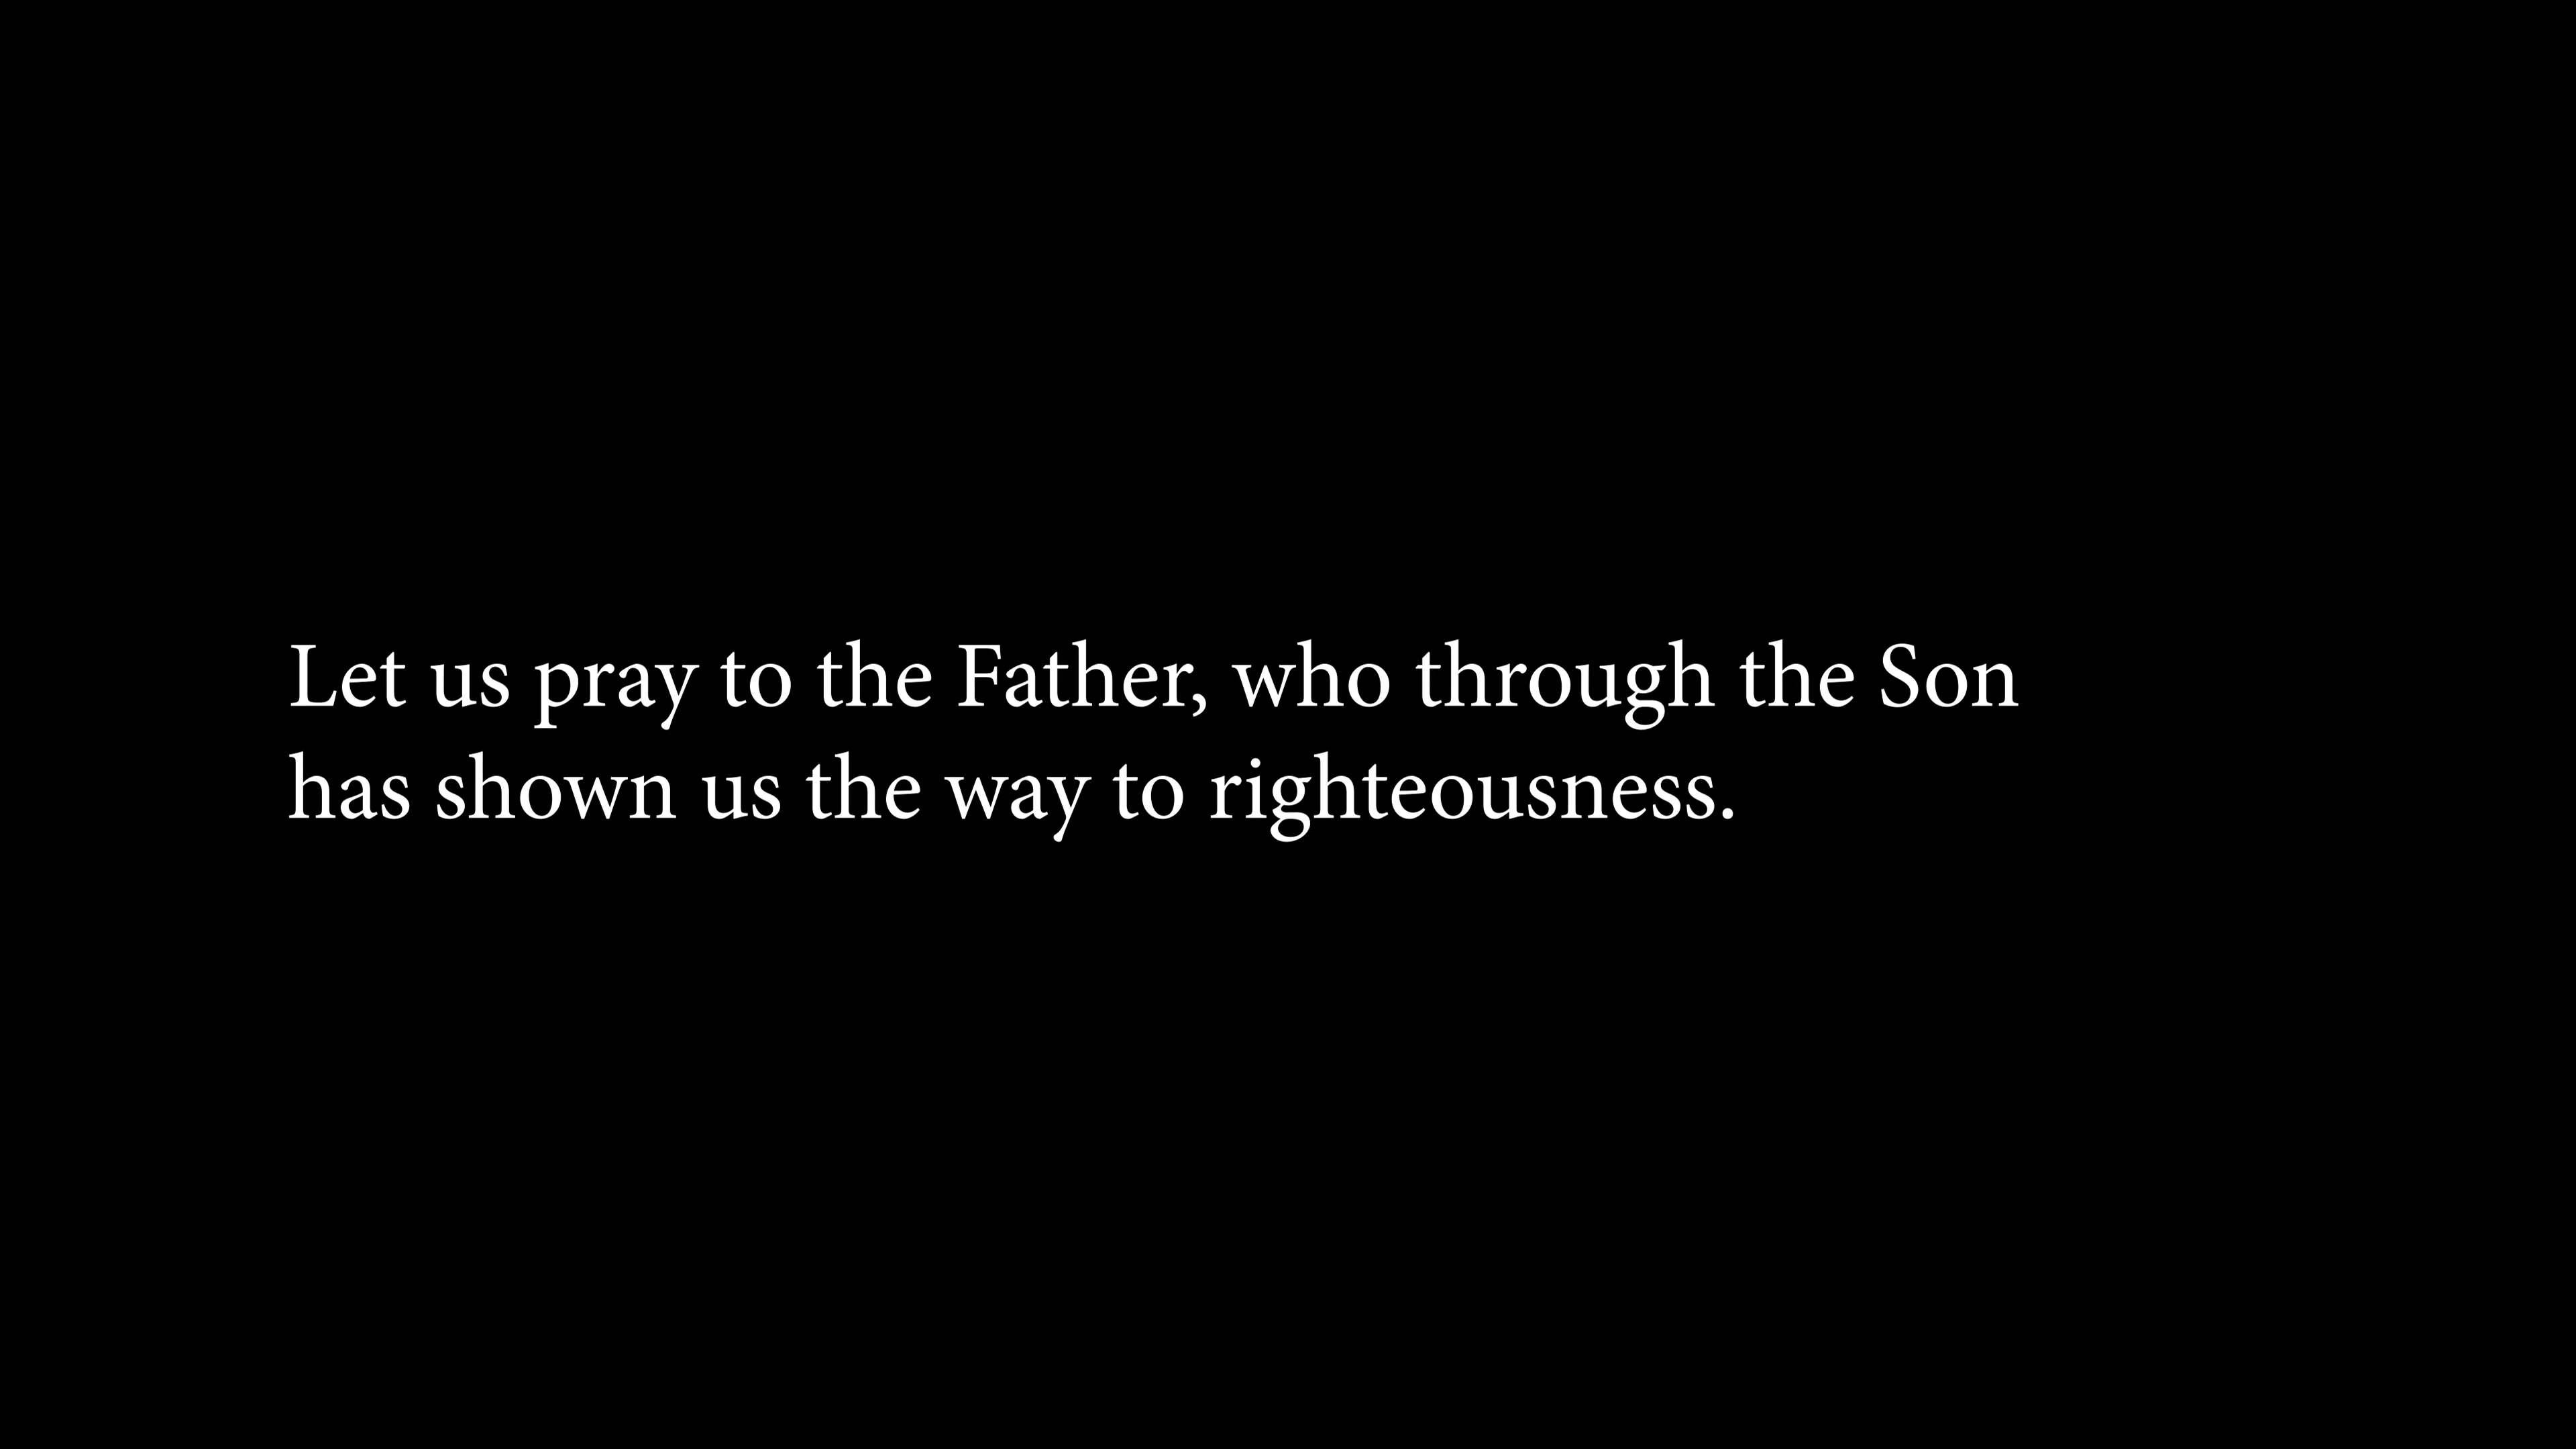 Let us pray to the Father, who through the Son
has shown us the way to righteousness.